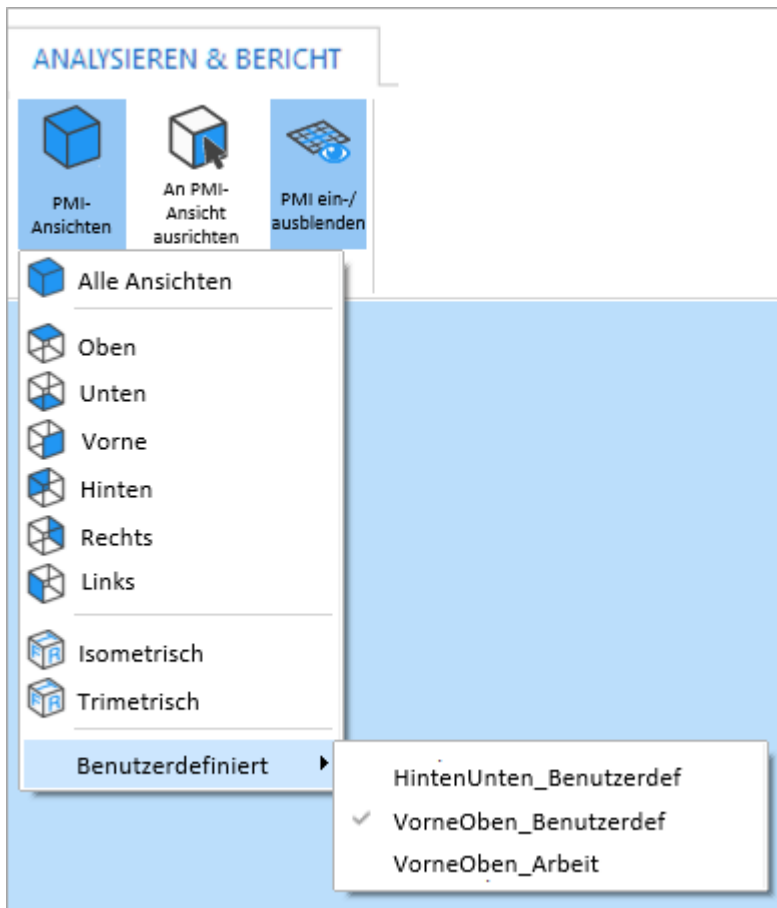 ANALYSIEREN & BERICHT
PMI-
Ansichten
An PMI-
Ansicht
ausrichten
PMI ein-/
ausblenden
Alle Ansichten
Oben
Unten
Vorne
Hinten
Rechts
Links
Isometrisch
Trimetrisch
Benutzerdefiniert
HintenUnten_Benutzerdef
VorneOben_Benutzerdef
VorneOben_Arbeit